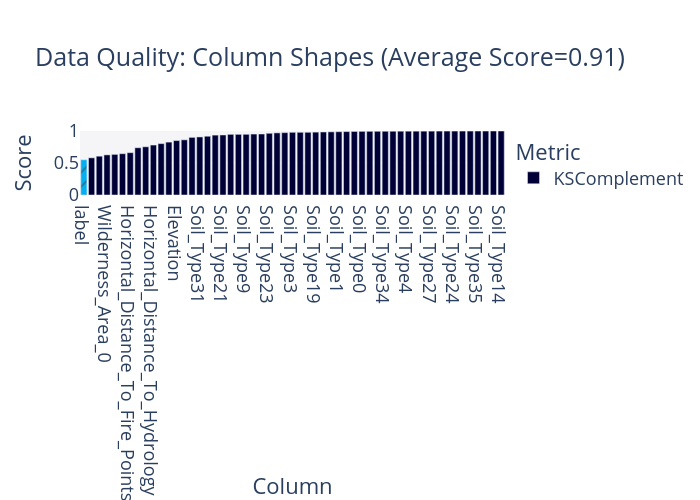 Data Quality: Column Shapes (Average Score=0.91)
Score
1
0.5
0
label
Wilderness_Area_0
Horizontal_Distance_To_Fire_Points
Horizontal_Distance_To_Hydrology
Elevation
Soil_Type31
Soil_Type21
Soil_Type9
Soil_Type23
Soil_Type3
Soil_Type19
Soil_Type1
Soil_Type0
Soil_Type34
Soil_Type4
Soil_Type27
Soil_Type24
Soil_Type35
Soil_Type14
Column
Metric
KSComplement